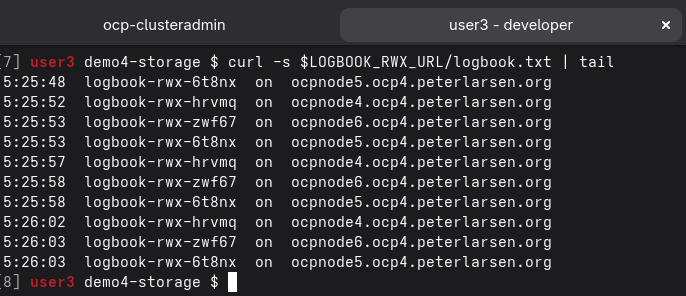 ocp-clusteradmin
user3 - developer ×
[7] user3 demo4-storage $ curl -s $LOGBOOK_RWX_URL/logbook.txt | tail
5:25:48 logbook-rwx-6t8nx on ocpnode5.ocp4.peterlarsen.org
5:25:52 logbook-rwx-hrvmq on ocpnode4.ocp4.peterlarsen.org
5:25:53 logbook-rwx-zwf67 on ocpnode6.ocp4.peterlarsen.org
5:25:53 logbook-rwx-6t8nx on ocpnode5.ocp4.peterlarsen.org
5:25:57 logbook-rwx-hrvmq on ocpnode4.ocp4.peterlarsen.org
5:25:58 logbook-rwx-zwf67 on ocpnode6.ocp4.peterlarsen.org
5:25:58 logbook-rwx-6t8nx on ocpnode5.ocp4.peterlarsen.org
5:26:02 logbook-rwx-hrvmq on ocpnode4.ocp4.peterlarsen.org
5:26:03 logbook-rwx-zwf67 on ocpnode6.ocp4.peterlarsen.org
5:26:03 logbook-rwx-6t8nx on ocpnode5.ocp4.peterlarsen.org
[8] user3 demo4-storage $